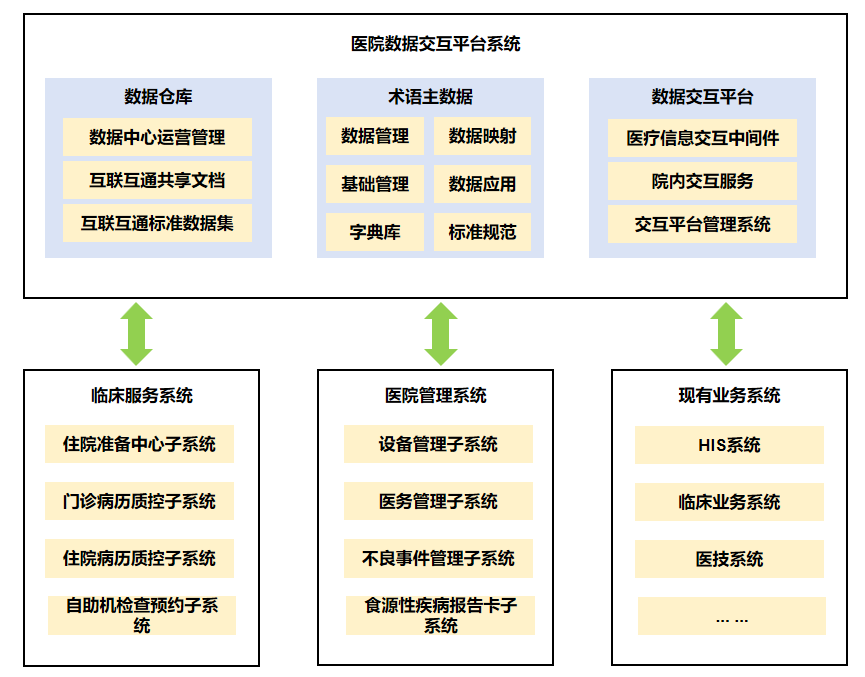 医院数据交互平台系统
数据仓库
数据中心运营管理
互联互通共享文档
互联互通标准数据集
术语主数据
数据管理
数据映射
基础管理
数据应用
字典库
标准规范
数据交互平台
医疗信息交互中间件
院内交互服务
交互平台管理系统
临床服务系统
住院准备中心子系统
门诊病历质控子系统
住院病历质控子系统
自助机检查预约子系
统
医院管理系统
设备管理子系统
医务管理子系统
不良事件管理子系统
食源性疾病报告卡子
系统
现有业务系统
HIS系统
临床业务系统
医技系统
... ...